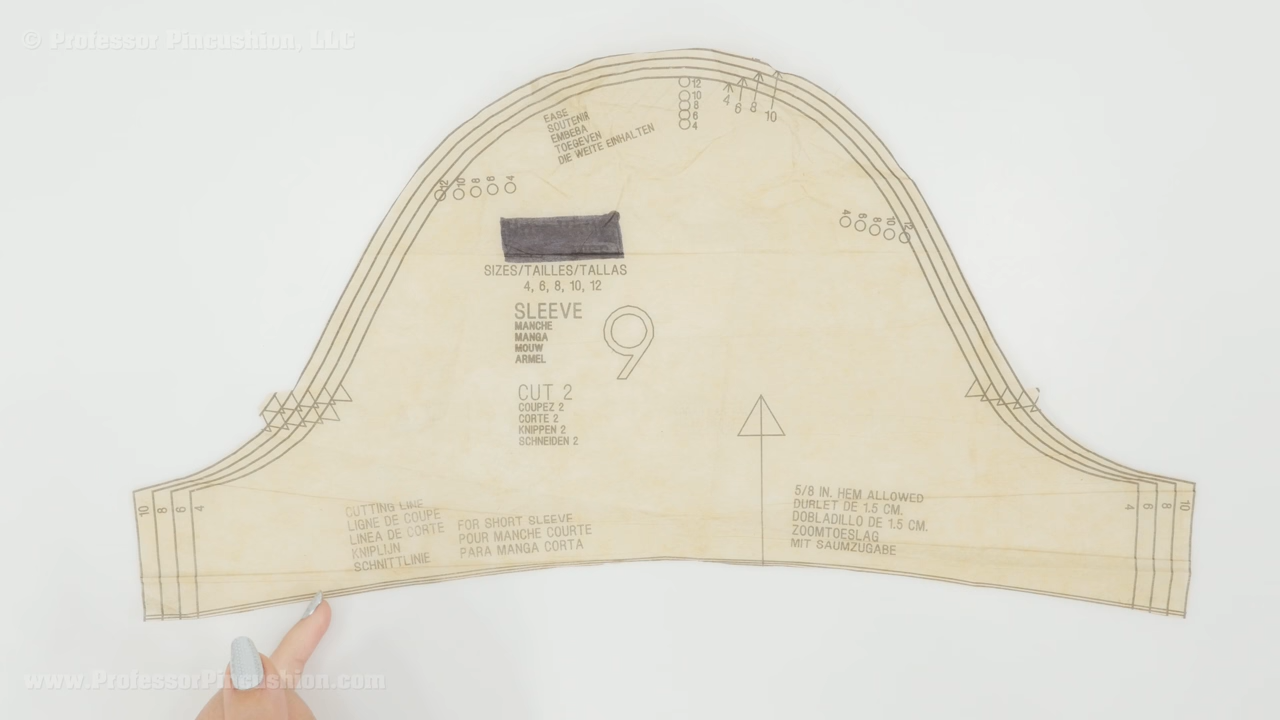 © Professor Pincushion, LLC
12
10
8
6
4
4
6
8
10
EASE
SOUTENIR
EMBEBA
TOEGEVEN
DIE WEITE EINHALTEN
12
10
8
6
4
4
6
8
10
12
SIZES/TAILLES/TALLAS
4, 6, 8, 10, 12
SLEEVE
MANCHE
MANGA
MOUW
ARMEL
9
CUT 2
COUPEZ 2
CORTE 2
KNIPPEN 2
SCHNEIDEN 2
10
8
6
4
CUTTING LINE
LIGNE DE COUPE
LINEA DE CORTE
KNIPLIJN
SCHNITTLINIE
FOR SHORT SLEEVE
POUR MANCHE COURTE
PARA MANGA CORTA
5/8 IN. HEM ALLOWED
OURLET DE 1.5 CM.
DOBLADILLO DE 1.5 CM.
ZOOMTOESLAG
MIT SAUMZUGABE
4
6
8
10
www.ProfessorPincushion.com